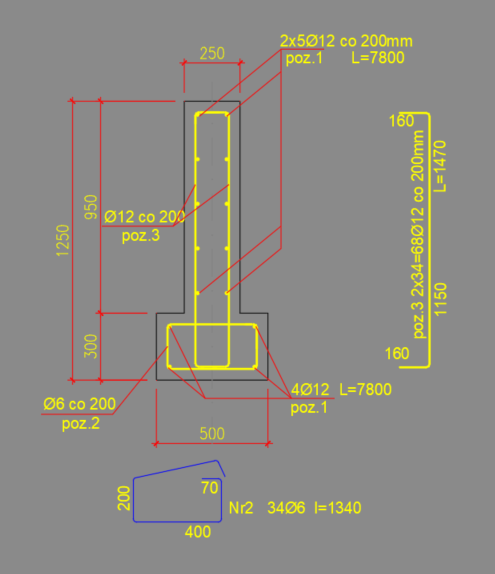 2x5Ø12 co 200mm
poz.1 L=7800
250
160
poz.3 2x34=68Ø12 co 200mm
L=1470
1150
160
950
1250
Ø12 co 200
poz.3
300
4Ø12 L=7800
poz.1
Ø6 co 200
poz.2
500
200
70
Nr2 34Ø6 l=1340
400